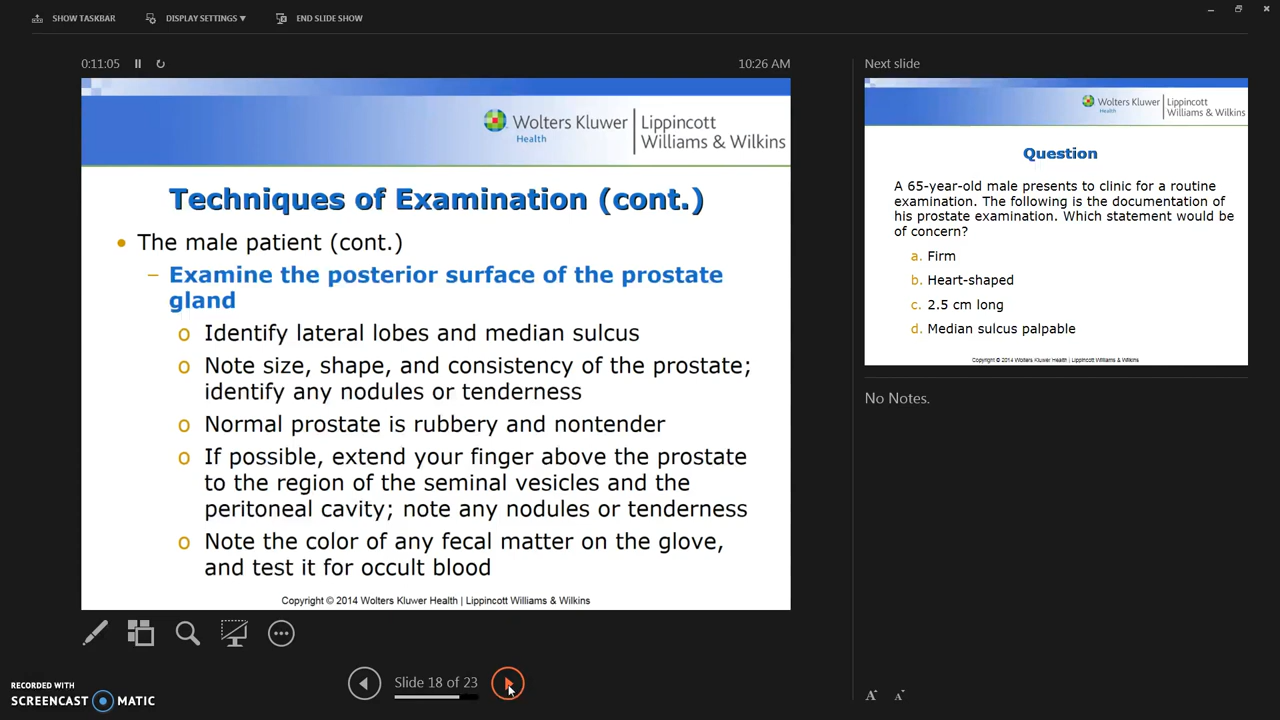 SHOW TASKBAR
DISPLAY SETTINGS ▾
END SLIDE SHOW
0:11:05
10:26 AM
Wolters Kluwer
Health
Lippincott
Williams & Wilkins
Techniques of Examination (cont.)
• The male patient (cont.)
– Examine the posterior surface of the prostate
gland
o Identify lateral lobes and median sulcus
o Note size, shape, and consistency of the prostate;
identify any nodules or tenderness
o Normal prostate is rubbery and nontender
o If possible, extend your finger above the prostate
to the region of the seminal vesicles and the
peritoneal cavity; note any nodules or tenderness
o Note the color of any fecal matter on the glove,
and test it for occult blood
Copyright © 2014 Wolters Kluwer Health | Lippincott Williams & Wilkins
Slide 18 of 23
Next slide
Wolters Kluwer
Health
Lippincott
Williams & Wilkins
Question
A 65-year-old male presents to clinic for a routine
examination. The following is the documentation of
his prostate examination. Which statement would be
of concern?
a. Firm
b. Heart-shaped
c. 2.5 cm long
d. Median sulcus palpable
Copyright © 2014 Wolters Kluwer Health | Lippincott Williams & Wilkins
No Notes.
A A
RECORDED WITH
SCREENCAST MATIC